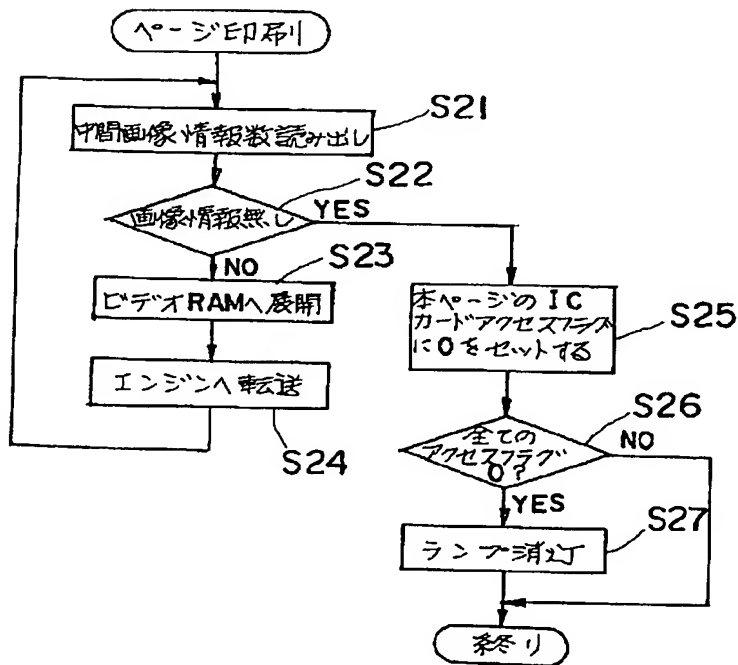 ページ印刷
S21
中間画像情報数読み出し
S22
画像情報無し
YES
NO
S23
ビデオRAMへ展開
エンジンへ転送
S24
本ページのIC
カードアクセスフラグ
に0をセットする
S25
S26
全ての
アクセスフラグ
0?
NO
YES
S27
ランプ消灯
終り